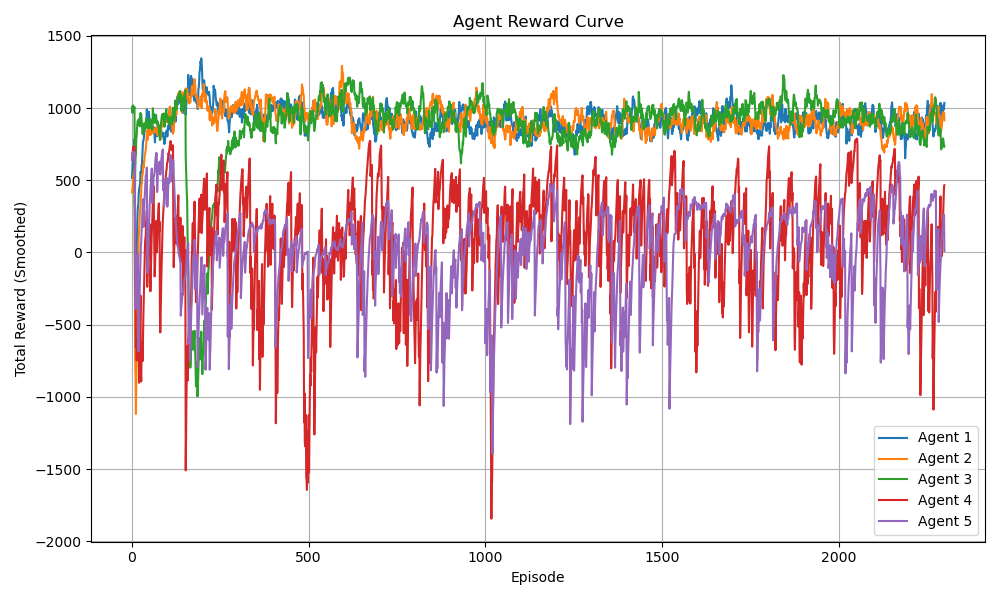 Agent Reward Curve
Total Reward (Smoothed)
1500
1000
500
0
−500
−1000
−1500
−2000
0
500
1000
1500
2000
Episode
Agent 1
Agent 2
Agent 3
Agent 4
Agent 5